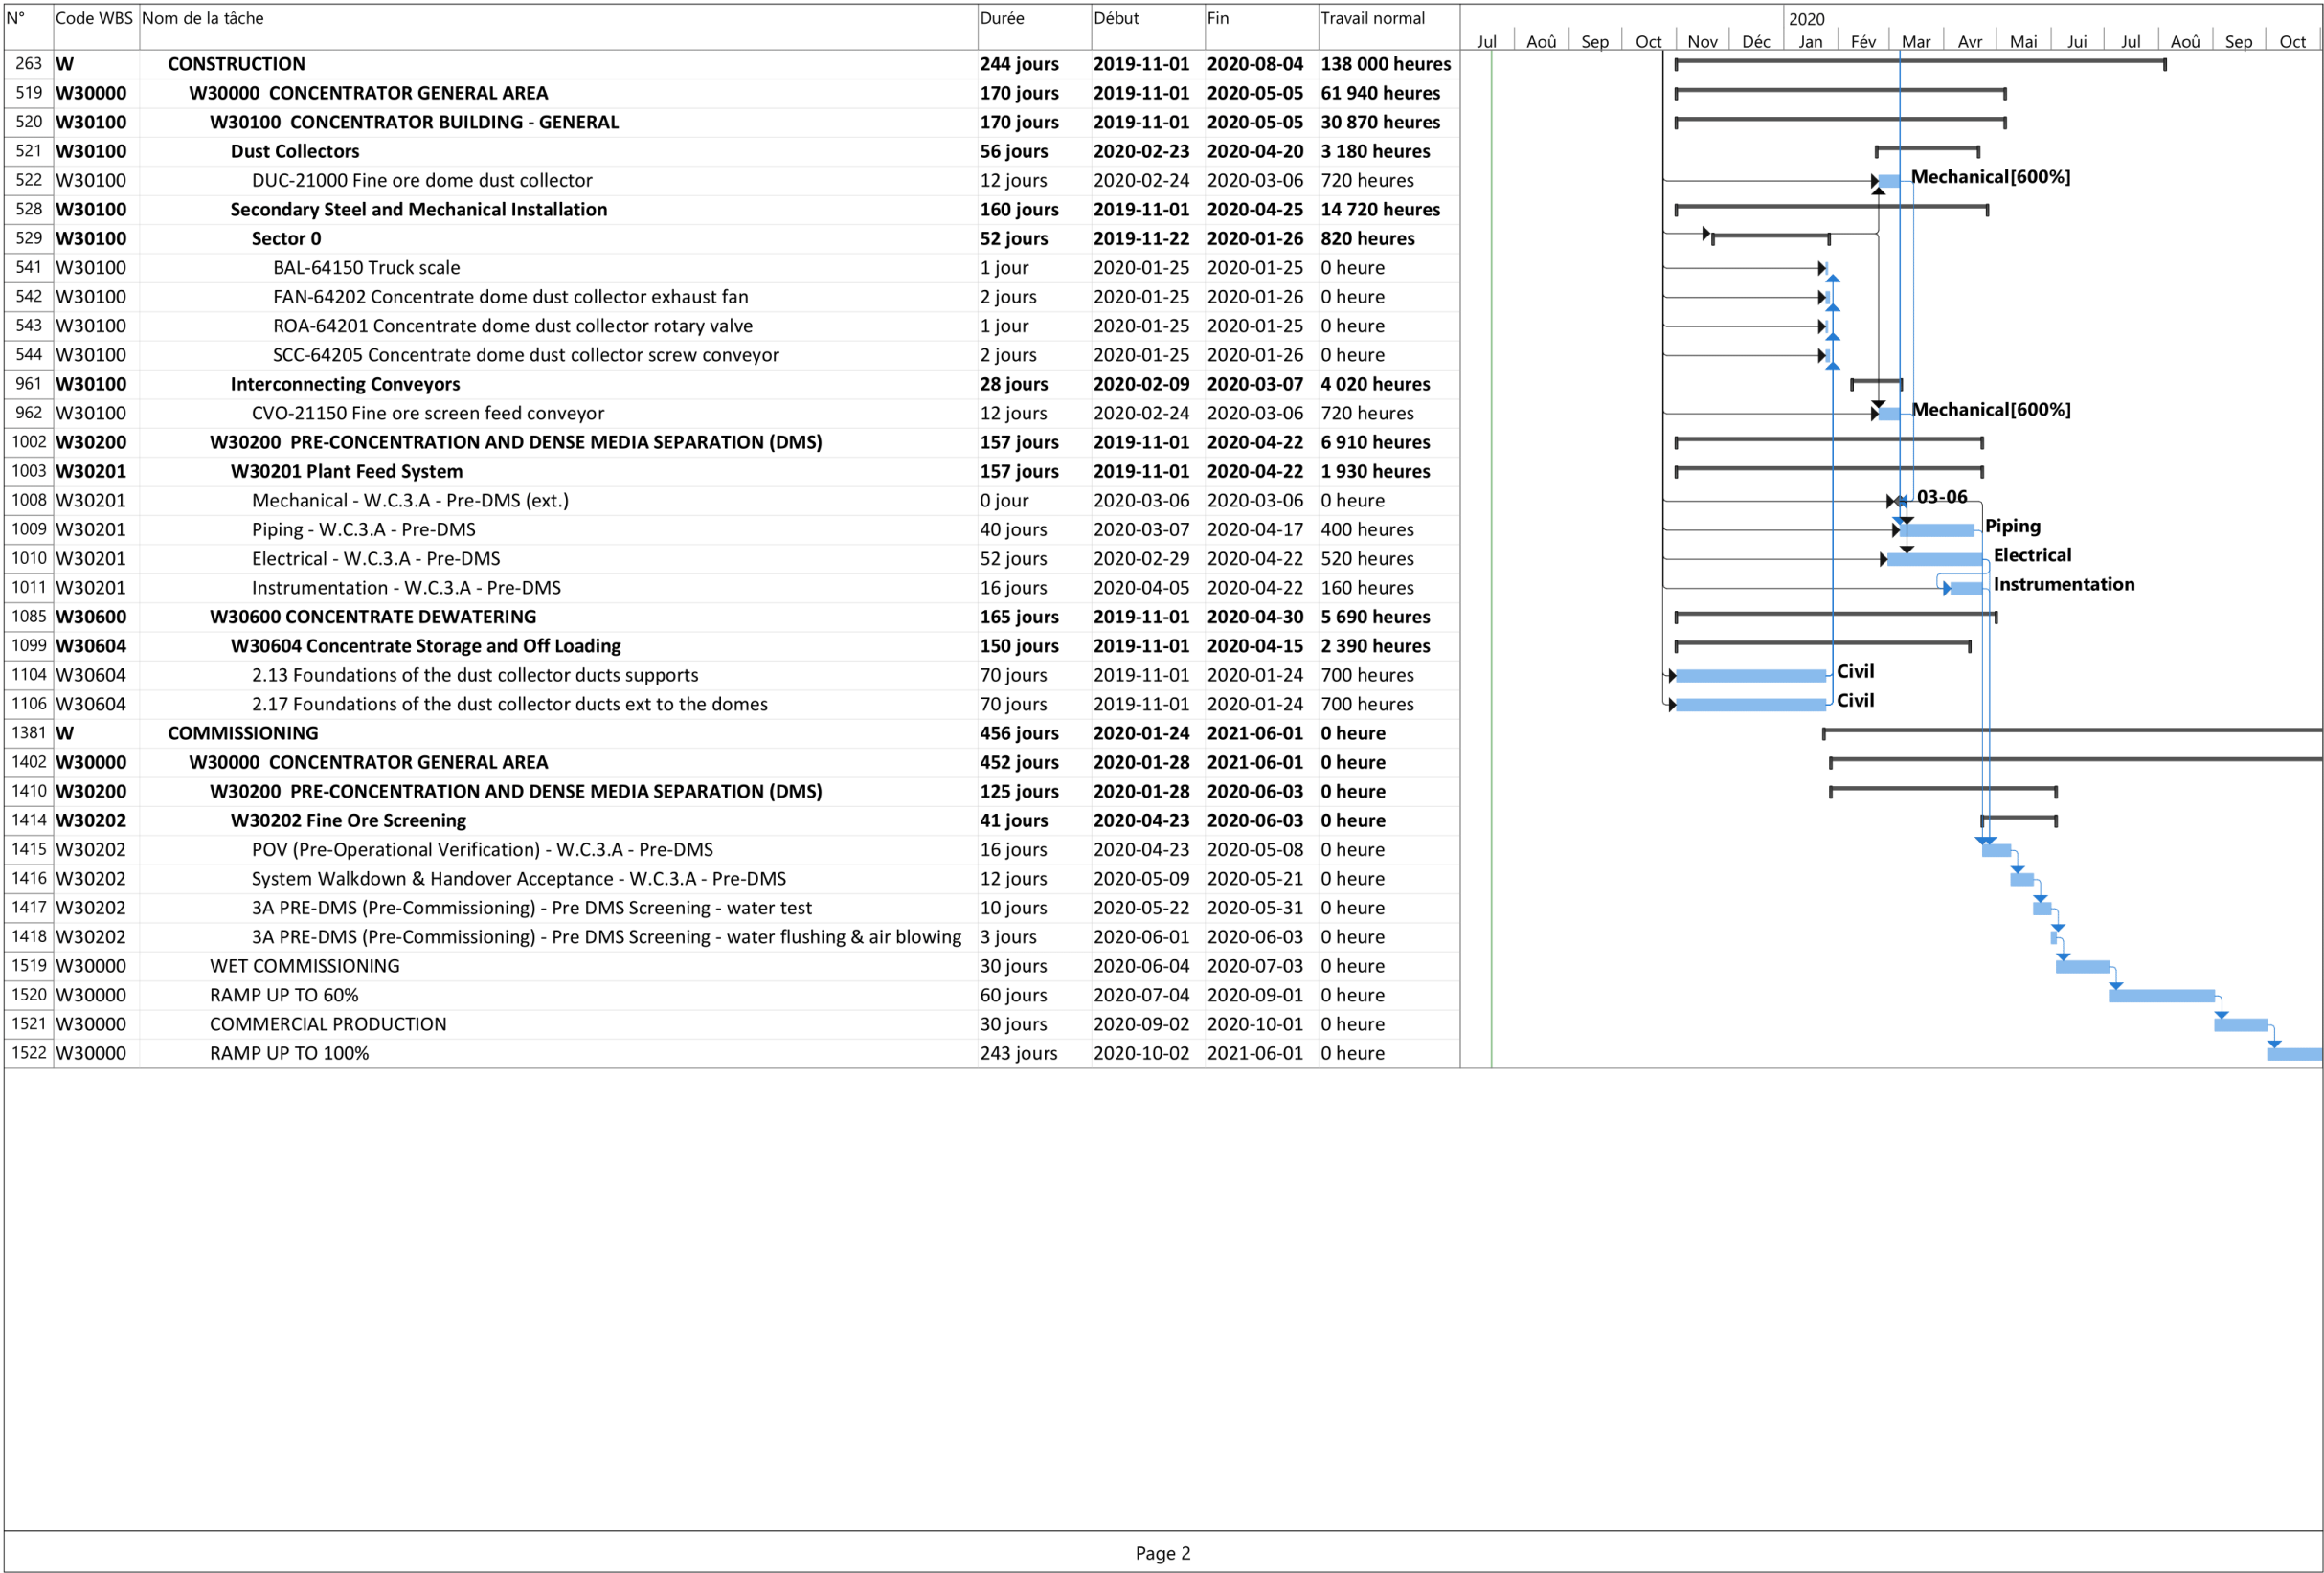 N° Code WBS Nom de la tâche Durée Début Fin Travail normal 2020
Jul Aoû Sep Oct Nov Déc Jan Fév Mar Avr Mai Jui Jul Aoû Sep Oct
263 W CONSTRUCTION 244 jours 2019-11-01 2020-08-04 138 000 heures
519 W30000 W30000 CONCENTRATOR GENERAL AREA 170 jours 2019-11-01 2020-05-05 61 940 heures
520 W30100 W30100 CONCENTRATOR BUILDING - GENERAL 170 jours 2019-11-01 2020-05-05 30 870 heures
521 W30100 Dust Collectors 56 jours 2020-02-23 2020-04-20 3 180 heures
522 W30100 DUC-21000 Fine ore dome dust collector 12 jours 2020-02-24 2020-03-06 720 heures Mechanical[600%]
528 W30100 Secondary Steel and Mechanical Installation 160 jours 2019-11-01 2020-04-25 14 720 heures
529 W30100 Sector 0 52 jours 2019-11-22 2020-01-26 820 heures
541 W30100 BAL-64150 Truck scale 1 jour 2020-01-25 2020-01-25 0 heure
542 W30100 FAN-64202 Concentrate dome dust collector exhaust fan 2 jours 2020-01-25 2020-01-26 0 heure
543 W30100 ROA-64201 Concentrate dome dust collector rotary valve 1 jour 2020-01-25 2020-01-25 0 heure
544 W30100 SCC-64205 Concentrate dome dust collector screw conveyor 2 jours 2020-01-25 2020-01-26 0 heure
961 W30100 Interconnecting Conveyors 28 jours 2020-02-09 2020-03-07 4 020 heures
962 W30100 CVO-21150 Fine ore screen feed conveyor 12 jours 2020-02-24 2020-03-06 720 heures Mechanical[600%]
1002 W30200 W30200 PRE-CONCENTRATION AND DENSE MEDIA SEPARATION (DMS) 157 jours 2019-11-01 2020-04-22 6 910 heures
1003 W30201 W30201 Plant Feed System 157 jours 2019-11-01 2020-04-22 1 930 heures
1008 W30201 Mechanical - W.C.3.A - Pre-DMS (ext.) 0 jour 2020-03-06 2020-03-06 0 heure 03-06
1009 W30201 Piping - W.C.3.A - Pre-DMS 40 jours 2020-03-07 2020-04-17 400 heures Piping
1010 W30201 Electrical - W.C.3.A - Pre-DMS 52 jours 2020-02-29 2020-04-22 520 heures Electrical
1011 W30201 Instrumentation - W.C.3.A - Pre-DMS 16 jours 2020-04-05 2020-04-22 160 heures Instrumentation
1085 W30600 W30600 CONCENTRATE DEWATERING 165 jours 2019-11-01 2020-04-30 5 690 heures
1099 W30604 W30604 Concentrate Storage and Off Loading 150 jours 2019-11-01 2020-04-15 2 390 heures
1104 W30604 2.13 Foundations of the dust collector ducts supports 70 jours 2019-11-01 2020-01-24 700 heures Civil
1106 W30604 2.17 Foundations of the dust collector ducts ext to the domes 70 jours 2019-11-01 2020-01-24 700 heures Civil
1381 W COMMISSIONING 456 jours 2020-01-24 2021-06-01 0 heure
1402 W30000 W30000 CONCENTRATOR GENERAL AREA 452 jours 2020-01-28 2021-06-01 0 heure
1410 W30200 W30200 PRE-CONCENTRATION AND DENSE MEDIA SEPARATION (DMS) 125 jours 2020-01-28 2020-06-03 0 heure
1414 W30202 W30202 Fine Ore Screening 41 jours 2020-04-23 2020-06-03 0 heure
1415 W30202 POV (Pre-Operational Verification) - W.C.3.A - Pre-DMS 16 jours 2020-04-23 2020-05-08 0 heure
1416 W30202 System Walkdown & Handover Acceptance - W.C.3.A - Pre-DMS 12 jours 2020-05-09 2020-05-21 0 heure
1417 W30202 3A PRE-DMS (Pre-Commissioning) - Pre DMS Screening - water test 10 jours 2020-05-22 2020-05-31 0 heure
1418 W30202 3A PRE-DMS (Pre-Commissioning) - Pre DMS Screening - water flushing & air blowing 3 jours 2020-06-01 2020-06-03 0 heure
1519 W30000 WET COMMISSIONING 30 jours 2020-06-04 2020-07-03 0 heure
1520 W30000 RAMP UP TO 60% 60 jours 2020-07-04 2020-09-01 0 heure
1521 W30000 COMMERCIAL PRODUCTION 30 jours 2020-09-02 2020-10-01 0 heure
1522 W30000 RAMP UP TO 100% 243 jours 2020-10-02 2021-06-01 0 heure
Page 2